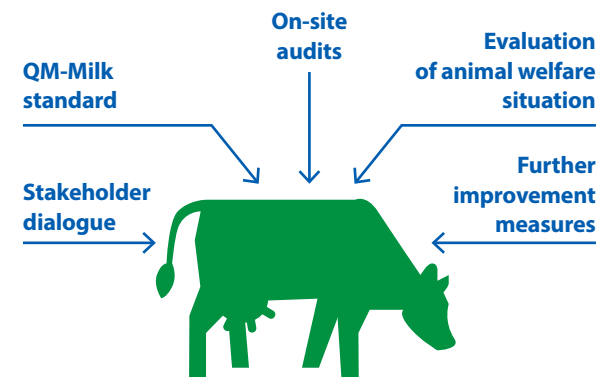 On-site
audits
QM-Milk
standard
Evaluation
of animal welfare
situation
Stakeholder
dialogue
Further
improvement
measures